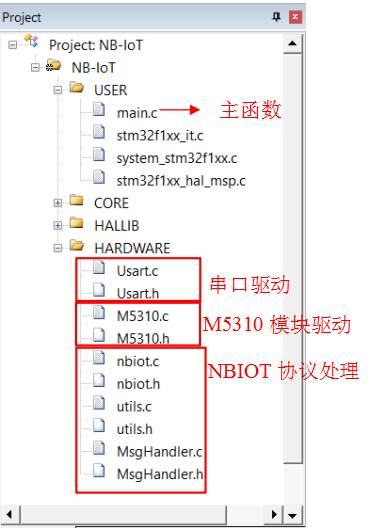 Project
Project: NB-IoT
NB-IoT
USER
main.c 主函数
stm32f1xx_it.c
system_stm32f1xx.c
stm32f1xx_hal_msp.c
CORE
HALLIB
HARDWARE
Usart.c
串口驱动
Usart.h
M5310.c
M5310 模块驱动
M5310.h
nbiot.c
NBIOT 协议处理
nbiot.h
utils.c
utils.h
MsgHandler.c
MsgHandler.h